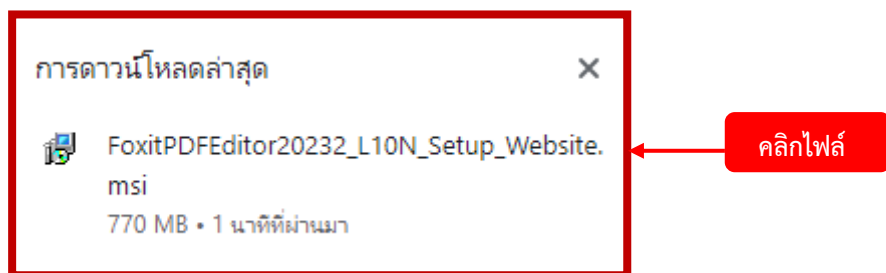 การดาวน์โหลดล่าสุด
FoxitPDFEditor20232_L10N_Setup_Website.
msi
770 MB • 1 นาทีที่ผ่านมา
คลิกไฟล์